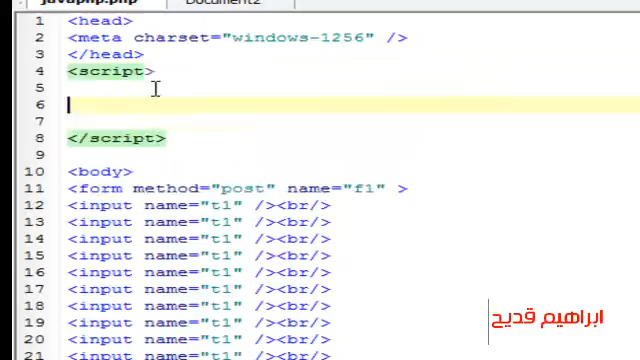 javaphp.php Document2
1 <head>
2 <meta charset="windows-1256" />
3 </head>
4 <script>
5
6
7
8 </script>
9
10 <body>
11 <form method="post" name="f1" >
12 <input name="t1" /><br/>
13 <input name="t1" /><br/>
14 <input name="t1" /><br/>
15 <input name="t1" /><br/>
16 <input name="t1" /><br/>
17 <input name="t1" /><br/>
18 <input name="t1" /><br/>
19 <input name="t1" /><br/>
20 <input name="t1" /><br/>
21 <input name="t1" /><br/>
ابراهيم قديح